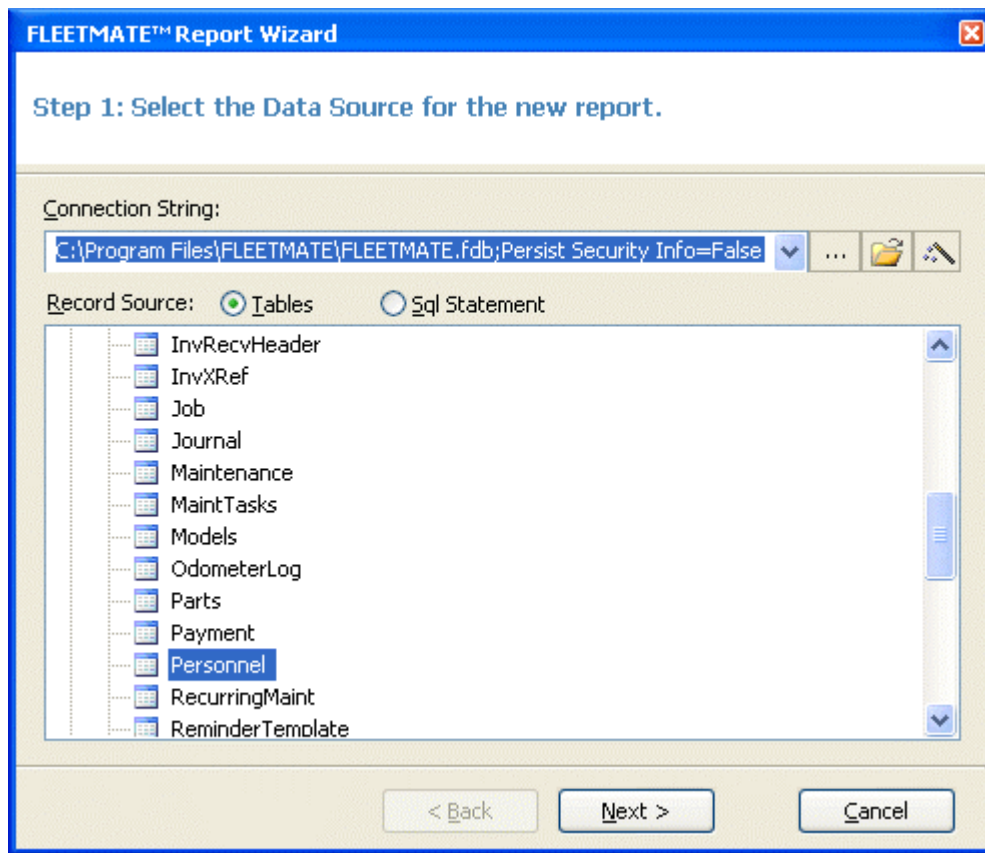 FLEETMATE™ Report Wizard
Step 1: Select the Data Source for the new report.
Connection String:
C:\Program Files\FLEETMATE\FLEETMATE.fdb;Persist Security Info=False
...
Record Source: Tables Sql Statement
InvRecvHeader
InvXRef
Job
Journal
Maintenance
MaintTasks
Models
OdometerLog
Parts
Payment
Personnel
RecurringMaint
ReminderTemplate
< Back Next > Cancel